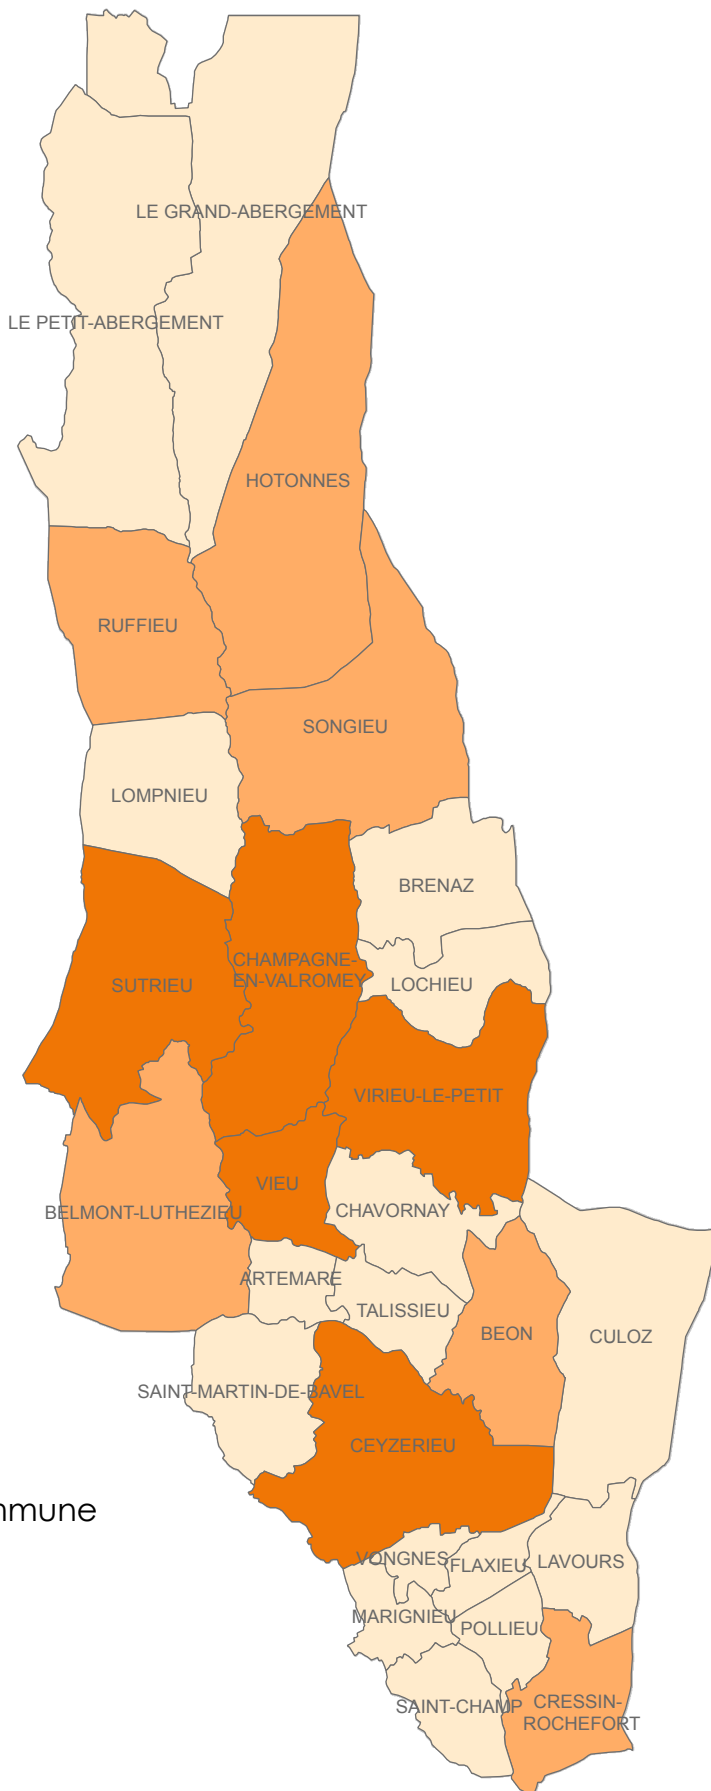 LE GRAND-ABERGEMENT
LE PETIT-ABERGEMENT
HOTONNES
RUFFIEU
SONGIEU
LOMPNIEU
BRENAZ
CHAMPAGNE-
EN-VALROMEY
SUTRIEU
LOCHIEU
VIRIEU-LE-PETIT
VIEU
CHAVORNAY
BELMONT-LUTHEZIEU
ARTEMARE
TALISSIEU
BEON
CULOZ
SAINT-MARTIN-DE-BAVEL
CEYZERIEU
mmune
VONGNES
FLAXIEU
LAVOURS
MARIGNIEU
POLLIEU
SAINT-CHAMP
CRESSIN-
ROCHEFORT